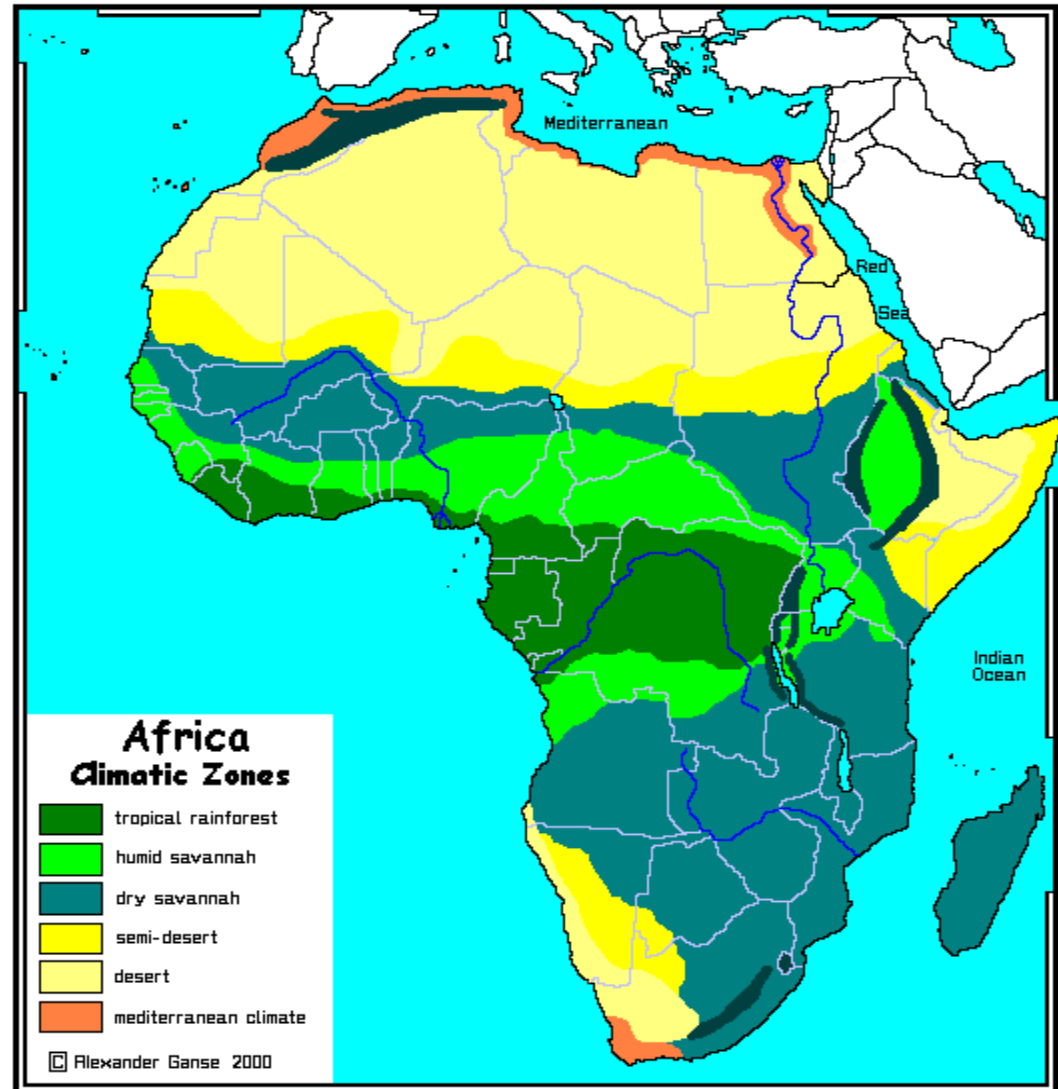 Mediterranean
Red
Sea
Indian
Ocean
Africa
Climatic Zones
tropical rainforest
humid savannah
dry savannah
semi-desert
desert
mediterranean climate
C Alexander Ganse 2000